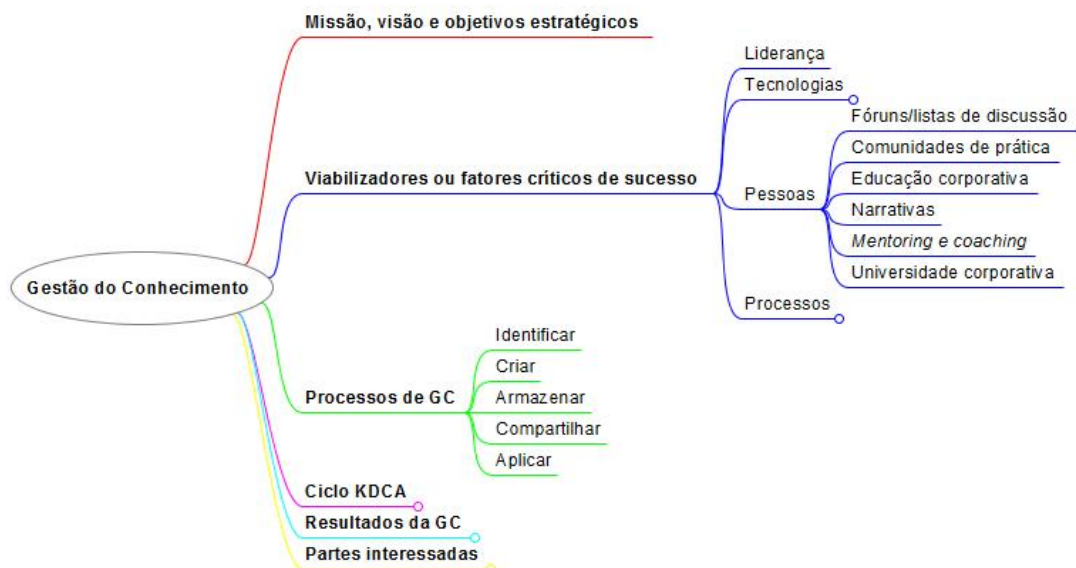 Gestão do Conhecimento
Missão, visão e objetivos estratégicos
Viabilizadores ou fatores críticos de sucesso
Liderança
Tecnologias
Pessoas
Fóruns/listas de discussão
Comunidades de prática
Educação corporativa
Narrativas
Mentoring e coaching
Universidade corporativa
Processos
Processos de GC
Identificar
Criar
Armazenar
Compartilhar
Aplicar
Ciclo KDCA
Resultados da GC
Partes interessadas